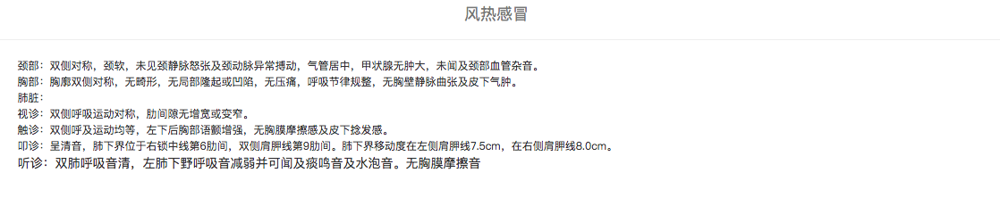 风热感冒
颈部：双侧对称，颈软，未见颈静脉怒张及颈动脉异常搏动，气管居中，甲状腺无肿大，未闻及颈部血管杂音。
胸部：胸廓双侧对称，无畸形，无局部隆起或凹陷，无压痛，呼吸节律规整，无胸壁静脉曲张及皮下气肿。
肺脏：
视诊：双侧呼吸运动对称，肋间隙无增宽或变窄。
触诊：双侧呼及运动均等，左下后胸部语颤增强，无胸膜摩擦感及皮下捻发感。
叩诊：呈清音，肺下界位于右锁中线第6肋间，双侧肩胛线第9肋间。肺下界移动度在左侧肩胛线7.5cm，在右侧肩胛线8.0cm。
听诊：双肺呼吸音清，左肺下野呼吸音减弱并可闻及痰鸣音及水泡音。无胸膜摩擦音